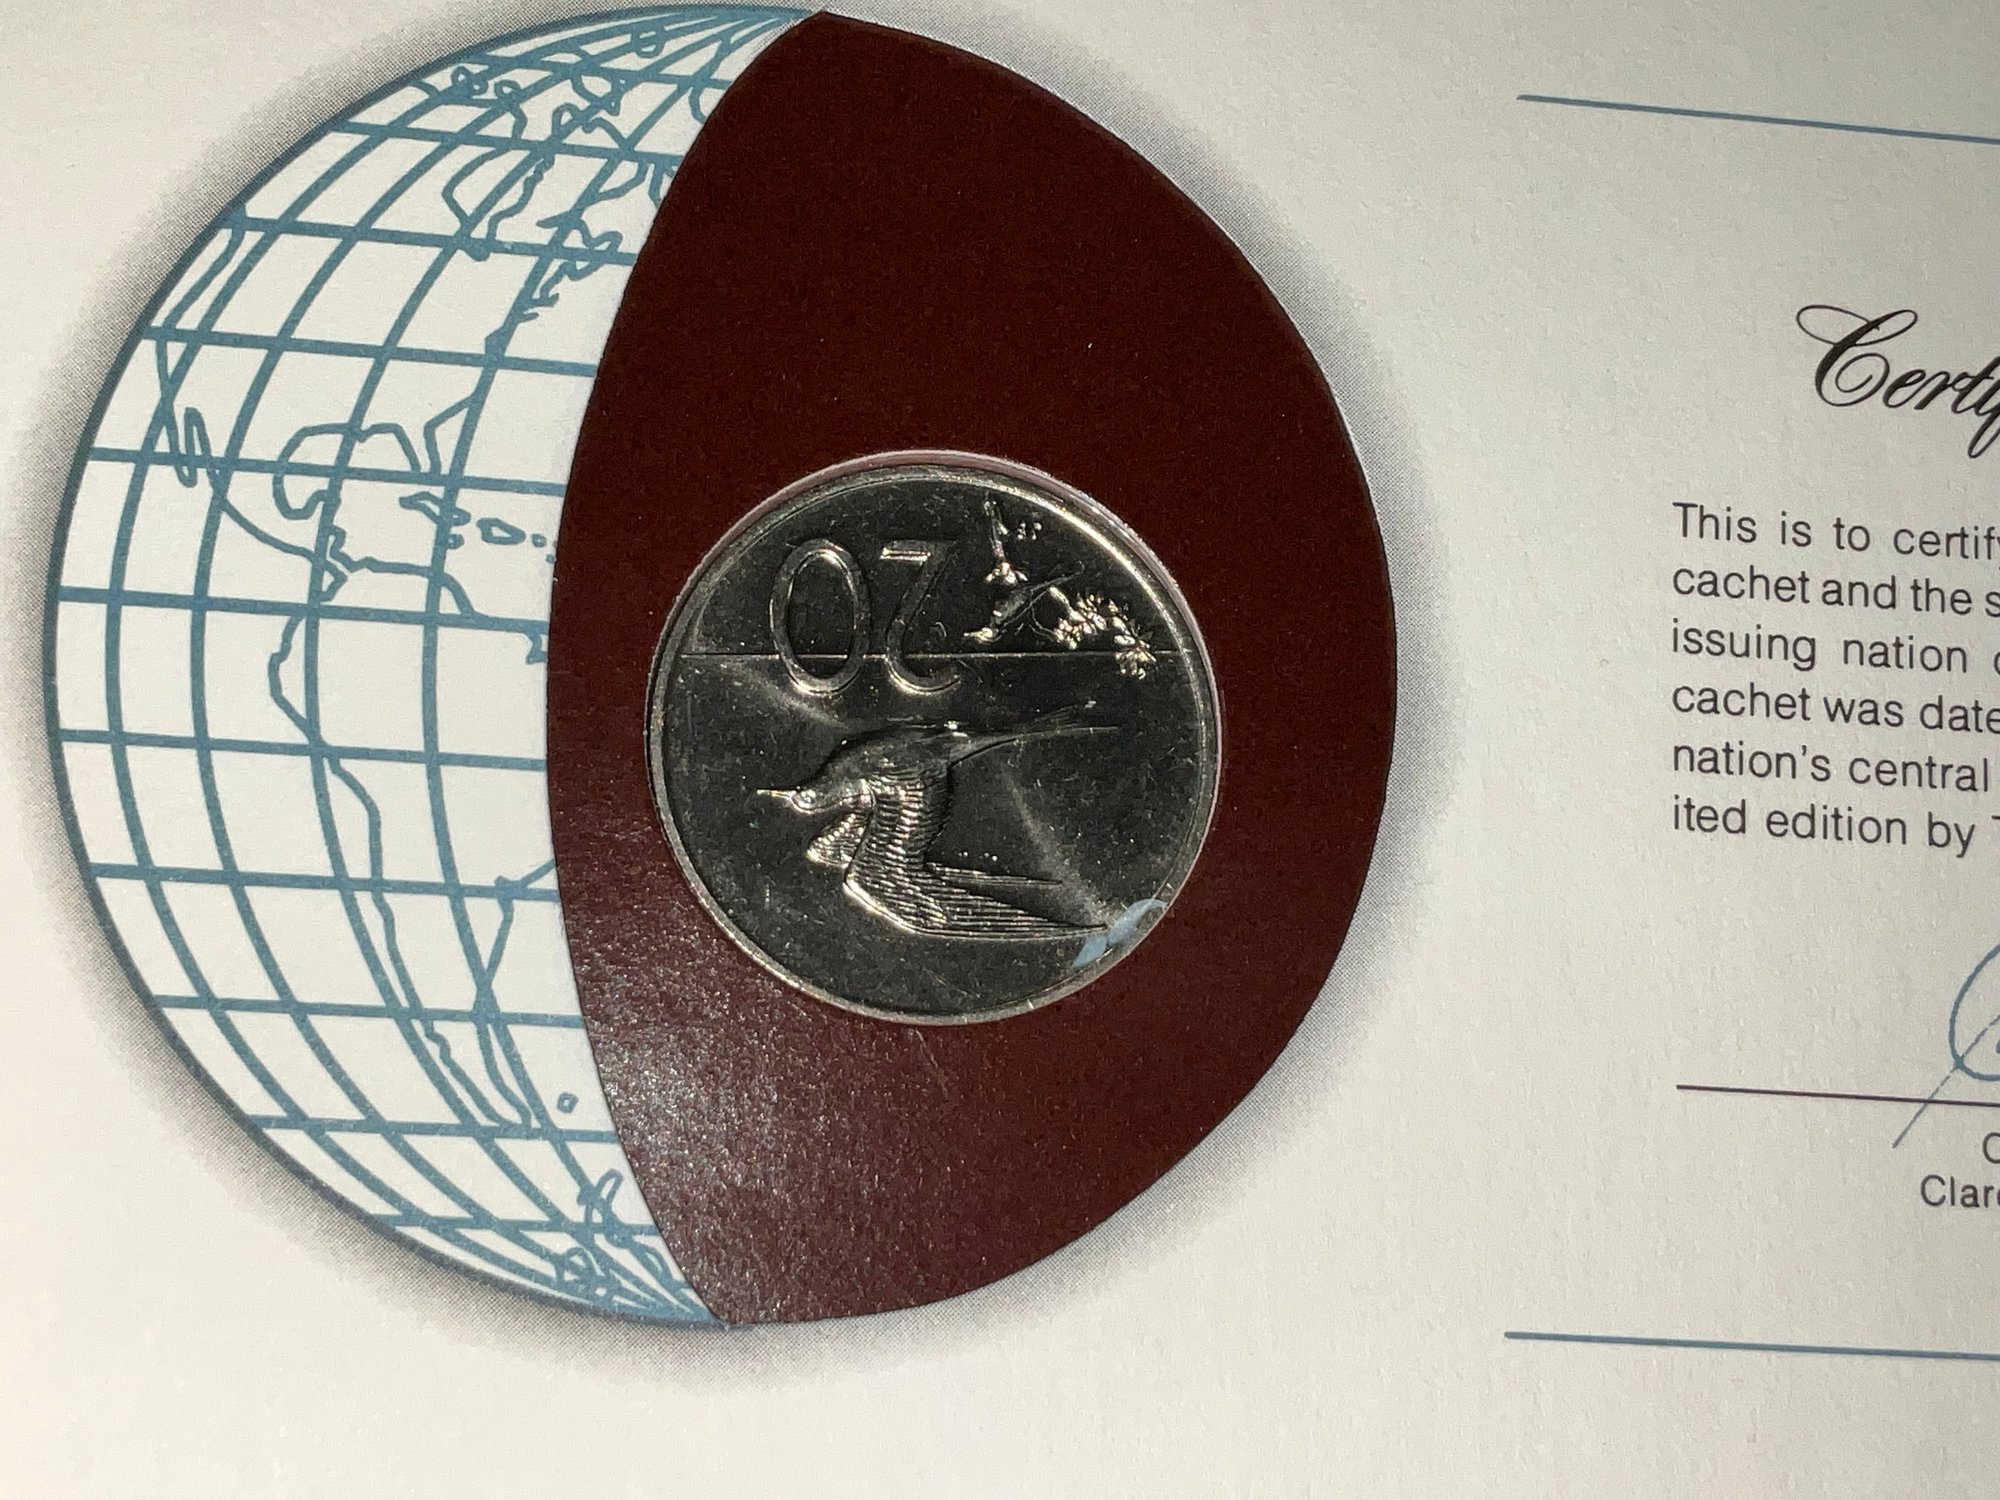 20
Certif
This is to certify
cachet and the s
issuing nation
cachet was date
nation's central
ited edition by
Clar